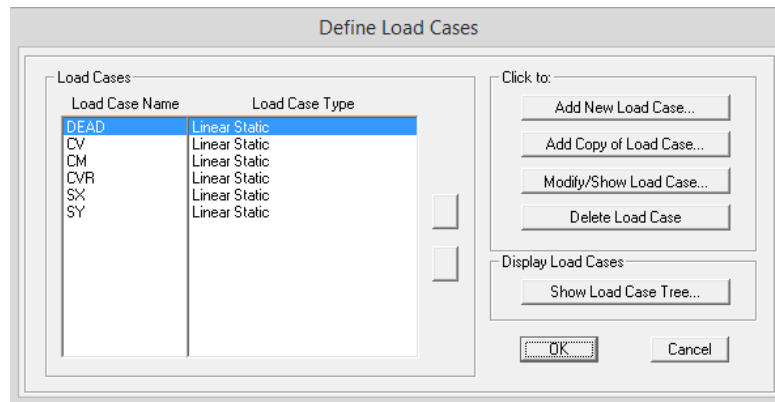 Define Load Cases
Load Cases
Load Case Name Load Case Type
DEAD Linear Static
CV Linear Static
CM Linear Static
CVR Linear Static
SX Linear Static
SY Linear Static
Click to:
Add New Load Case...
Add Copy of Load Case...
Modify/Show Load Case...
Delete Load Case
Display Load Cases
Show Load Case Tree...
OK Cancel